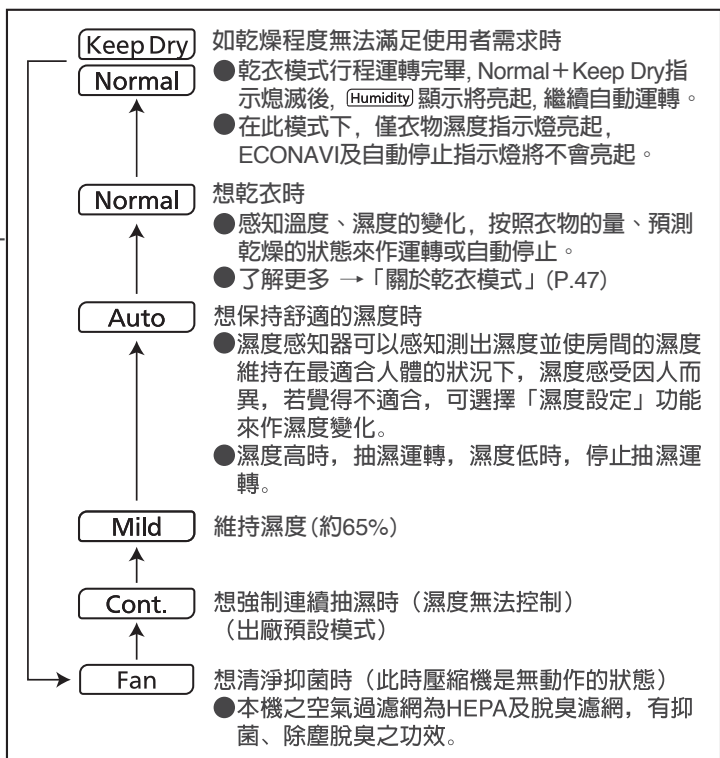 Keep Dry 如乾燥程度無法滿足使用者需求時
Normal ●乾衣模式行程運轉完畢, Normal＋Keep Dry指
示熄滅後, Humidity 顯示將亮起, 繼續自動運轉。
●在此模式下，僅衣物濕度指示燈亮起，
ECONAVI及自動停止指示燈將不會亮起。
Normal 想乾衣時
●感知溫度、濕度的變化，按照衣物的量、預測
乾燥的狀態來作運轉或自動停止。
●了解更多 →「關於乾衣模式」(P.47)
Auto 想保持舒適的濕度時
●濕度感知器可以感知測出濕度並使房間的濕度
維持在最適合人體的狀況下，濕度感受因人而
異，若覺得不適合，可選擇「濕度設定」功能
來作濕度變化。
●濕度高時，抽濕運轉，濕度低時，停止抽濕運
轉。
Mild 維持濕度(約65%)
Cont. 想強制連續抽濕時（濕度無法控制）
（出廠預設模式）
Fan 想清淨抑菌時（此時壓縮機是無動作的狀態）
●本機之空氣過濾網為HEPA及脫臭濾網，有抑
菌、除塵脫臭之功效。